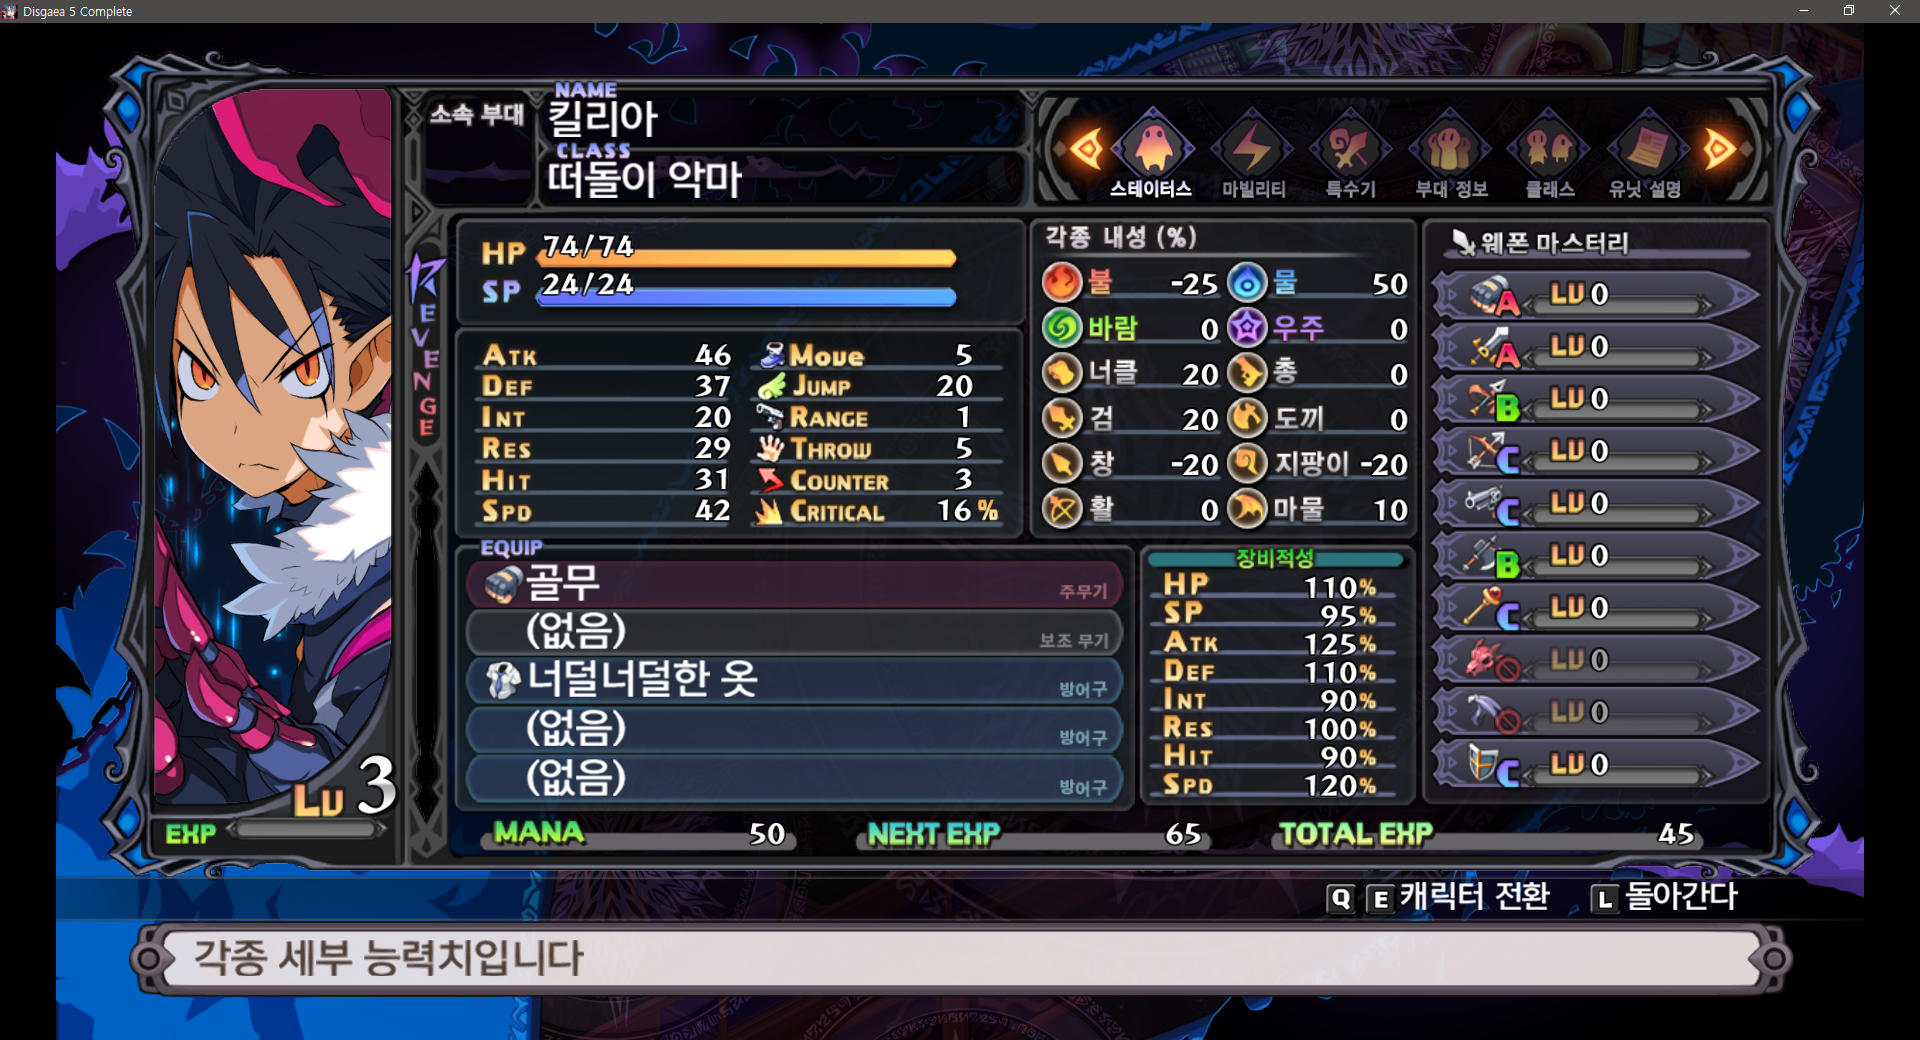 Disgaea 5 Complete
소속 부대
NAME
킬리아
CLASS
떠돌이 악마
스테이터스 마빌리티 특수기 부대 정보 클래스 유닛 설명
REVENGE
HP 74/74
SP 24/24
ATK 46 MOVE 5
DEF 37 JUMP 20
INT 20 RANGE 1
RES 29 THROW 5
HIT 31 COUNTER 3
SPD 42 CRITICAL 16%
각종 내성 (%)
불 -25 물 50
바람 0 우주 0
너클 20 총 0
검 20 도끼 0
창 -20 지팡이 -20
활 0 마물 10
웨폰 마스터리
A LV 0
A LV 0
B LV 0
C LV 0
C LV 0
B LV 0
C LV 0
LV 0
LV 0
C LV 0
EQUIP
골무 주무기
(없음) 보조 무기
너덜너덜한 옷 방어구
(없음) 방어구
(없음) 방어구
장비적성
HP 110%
SP 95%
ATK 125%
DEF 110%
INT 90%
RES 100%
HIT 90%
SPD 120%
LV 3
EXP
MANA 50 NEXT EXP 65 TOTAL EXP 45
Q E 캐릭터 전환 L 돌아간다
각종 세부 능력치입니다